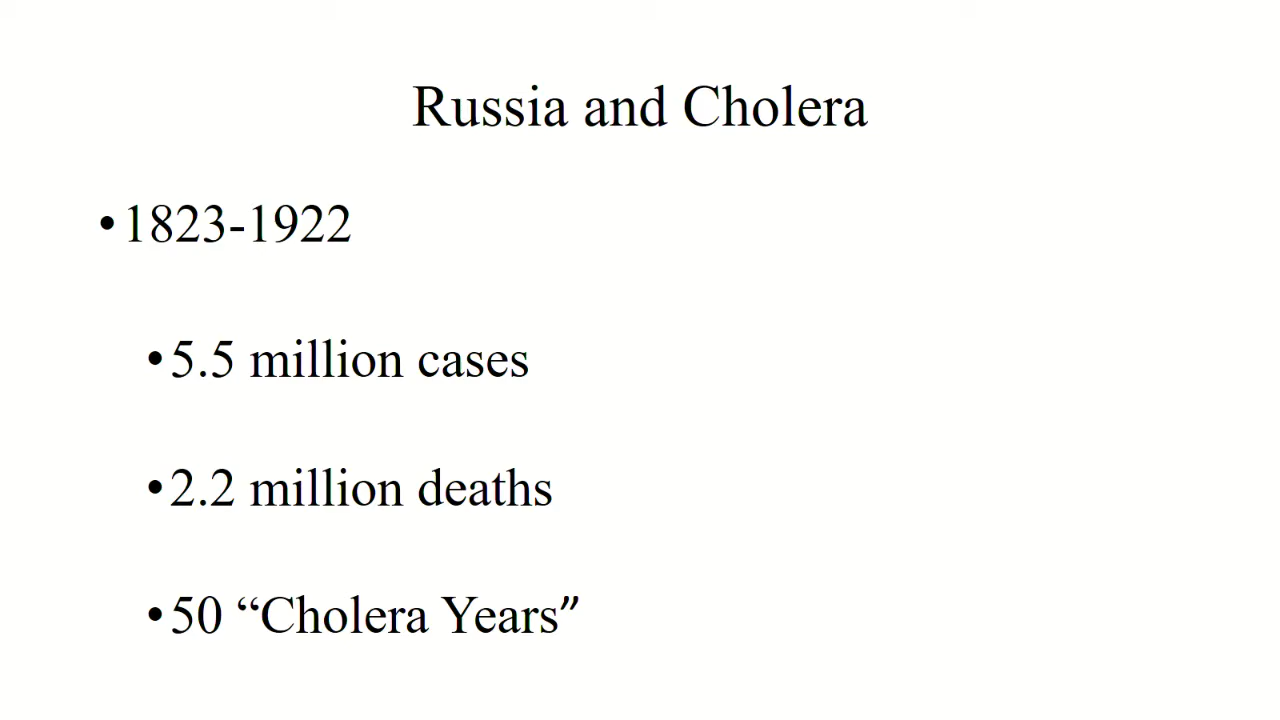 Russia and Cholera
•1823-1922
•5.5 million cases
•2.2 million deaths
•50 “Cholera Years”